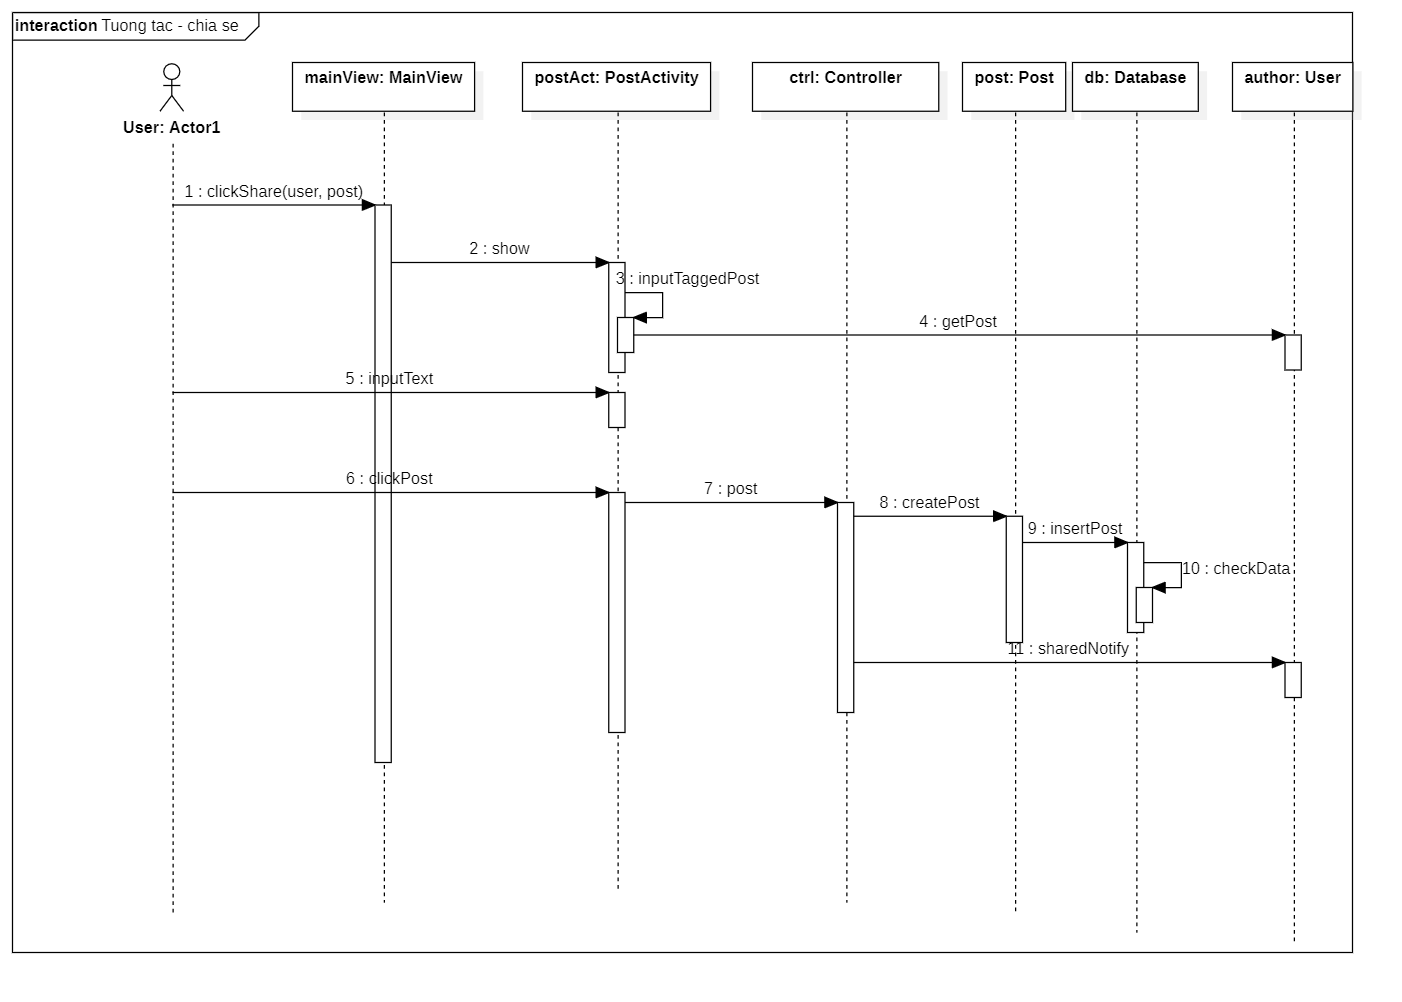 interaction Tuong tac - chia se
mainView: MainView
postAct: PostActivity
ctrl: Controller
post: Post
db: Database
author: User
User: Actor1
1 : clickShare(user, post)
2 : show
3 : inputTaggedPost
4 : getPost
5 : inputText
6 : clickPost
7 : post
8 : createPost
9 : insertPost
10 : checkData
11 : sharedNotify